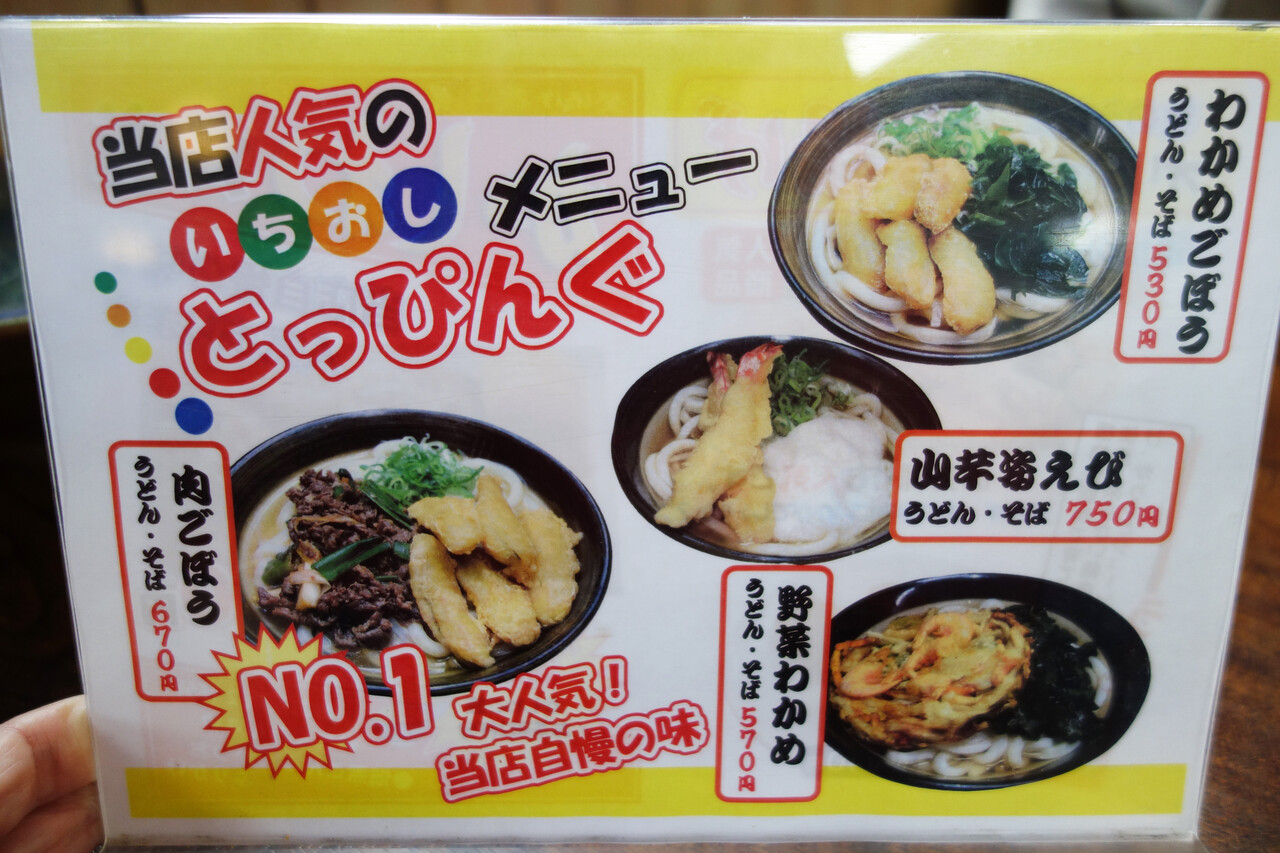 当店人気の
いちおしメニュー
とっぴんぐ
わかめごぼう
うどん・そば 530円
山芋姿えび
うどん・そば 750円
肉ごぼう
うどん・そば 670円
NO.1
大人気!
当店自慢の味
野菜わかめ
うどん・そば 570円